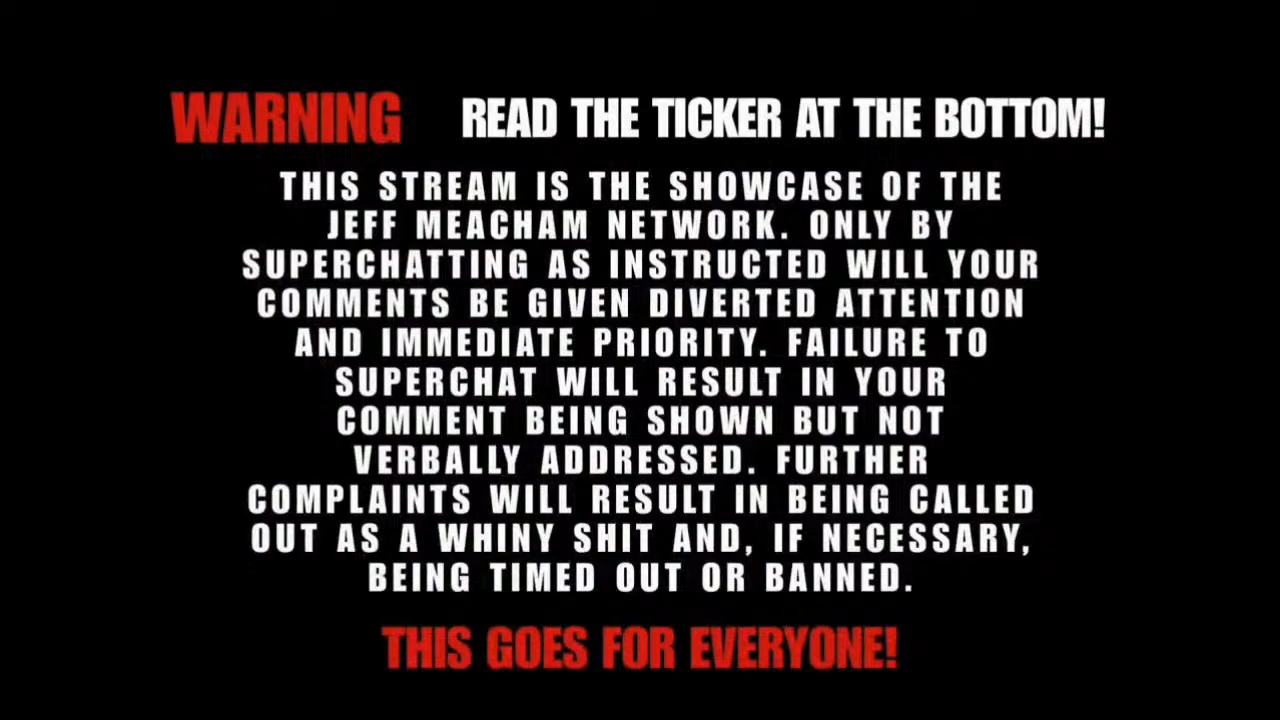 WARNING READ THE TICKER AT THE BOTTOM!
THIS STREAM IS THE SHOWCASE OF THE
JEFF MEACHAM NETWORK. ONLY BY
SUPERCHATTING AS INSTRUCTED WILL YOUR
COMMENTS BE GIVEN DIVERTED ATTENTION
AND IMMEDIATE PRIORITY. FAILURE TO
SUPERCHAT WILL RESULT IN YOUR
COMMENT BEING SHOWN BUT NOT
VERBALLY ADDRESSED. FURTHER
COMPLAINTS WILL RESULT IN BEING CALLED
OUT AS A WHINY SHIT AND, IF NECESSARY,
BEING TIMED OUT OR BANNED.
THIS GOES FOR EVERYONE!